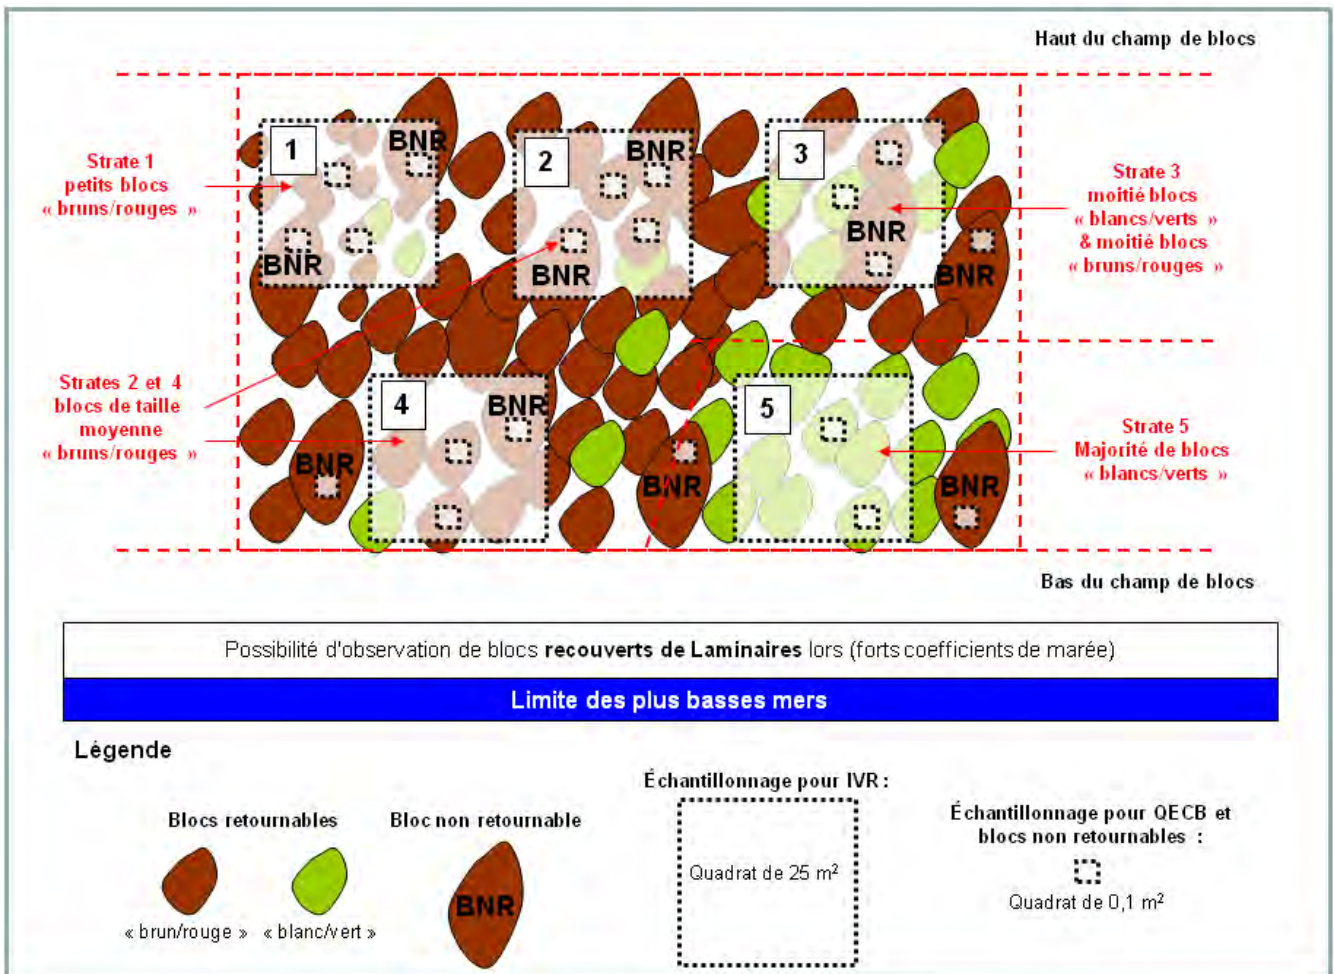 Haut du champ de blocs
Strate 1
petits blocs
« bruns/rouges »
1
BNR
BNR
2
BNR
BNR
3
BNR
BNR
Strate 3
moitié blocs
« blancs/verts »
& moitié blocs
« bruns/rouges »
Strates 2 et 4
blocs de taille
moyenne
« bruns/rouges »
BNR
4
BNR
BNR
5
BNR
Strate 5
Majorité de blocs
« blancs/verts »
Bas du champ de blocs
Possibilité d'observation de blocs recouverts de Laminaires lors (forts coefficients de marée)
Limite des plus basses mers
Légende
Blocs retournables
« brun/rouge » « blanc/vert »
Bloc non retournable
BNR
Échantillonnage pour IVR :
Quadrat de 25 m²
Échantillonnage pour QECB et
blocs non retournables :
Quadrat de 0,1 m²